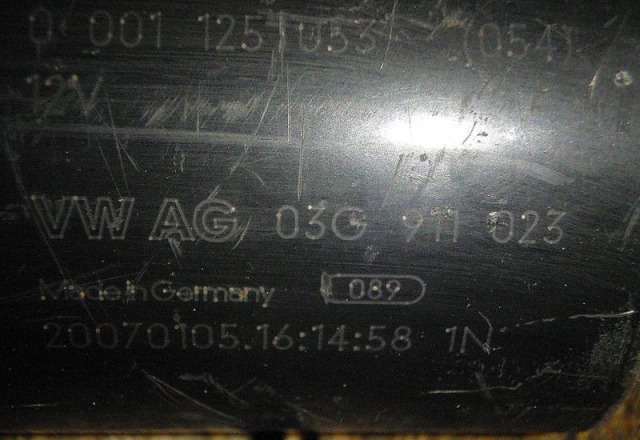 0 001 125 053 (054)
12V
VW AG 03G 911 023
Made in Germany 089
20070105.16:14:58 1N